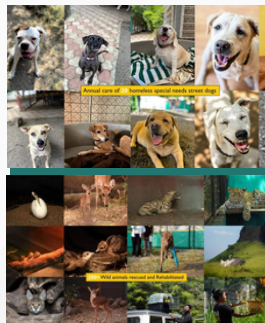 Annual care of homeless special needs street dogs
Wild animals rescued and Rehabilitated